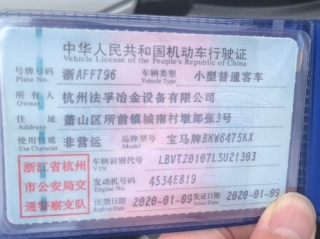 中华人民共和国机动车行驶证
Vehicle License of the People's Republic of China
号牌号码 浙AFF796 车辆类型 小型普通客车
Plate No. Vehicle Type
所有人 杭州法孚冶金设备有限公司
Owner
住址 萧山区所前镇城南村墩郎张3号
Address
使用性质 非营运 宝马牌BMW6475KX
Use Character
浙江省杭州市公安局交通警察支队
车辆识别代号 LBVTZ0107LSU21303
VIN
发动机号码 4534E819
Engine No.
注册日期 2020-01-09 发证日期 2020-01-09
Register Date Issue Date